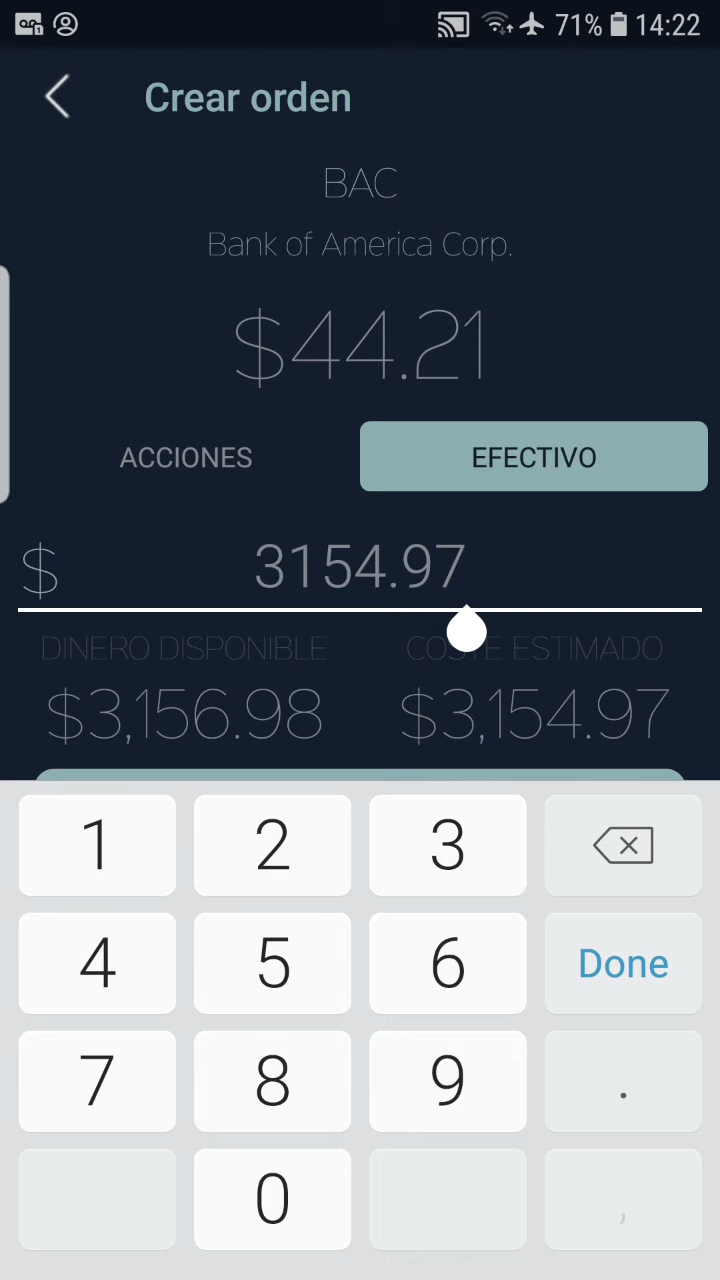 71% 14:22
Crear orden
BAC
Bank of America Corp.
$44.21
ACCIONES EFECTIVO
$ 3154.97
DINERO DISPONIBLE COSTE ESTIMADO
$3,156.98 $3,154.97
1 2 3
4 5 6 Done
7 8 9 .
0 ,